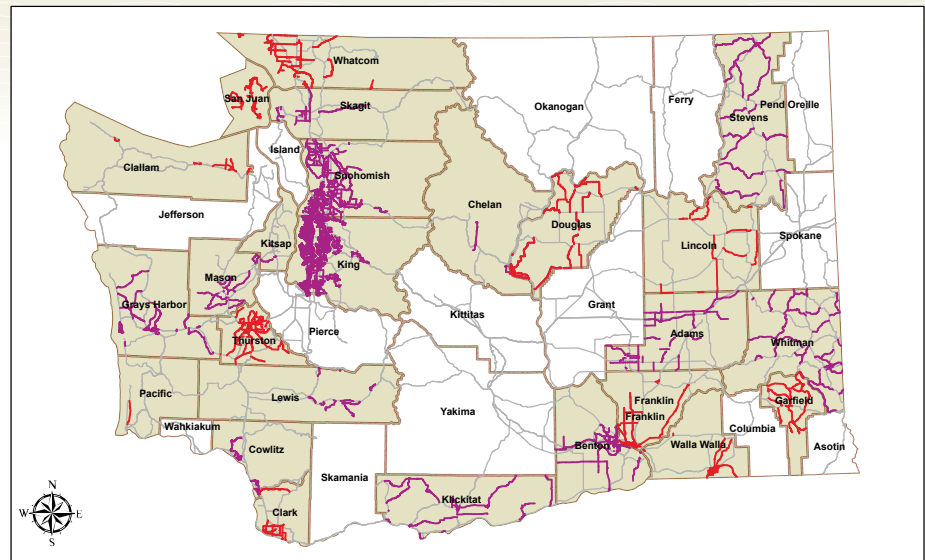 Whatcom
San Juan
Skagit
Okanogan
Ferry
Pend Oreille
Stevens
Island
Clallam
Snohomish
Chelan
Jefferson
Douglas
Kitsap
Lincoln
Spokane
King
Mason
Grays Harbor
Grant
Kittitas
Pierce
Thurston
Adams
Whitman
Pacific
Lewis
Franklin
Garfield
Yakima
Franklin
Wahkiakum
Columbia
Benton
Walla Walla
Asotin
Cowlitz
Skamania
Klickitat
Clark
N
W E
S